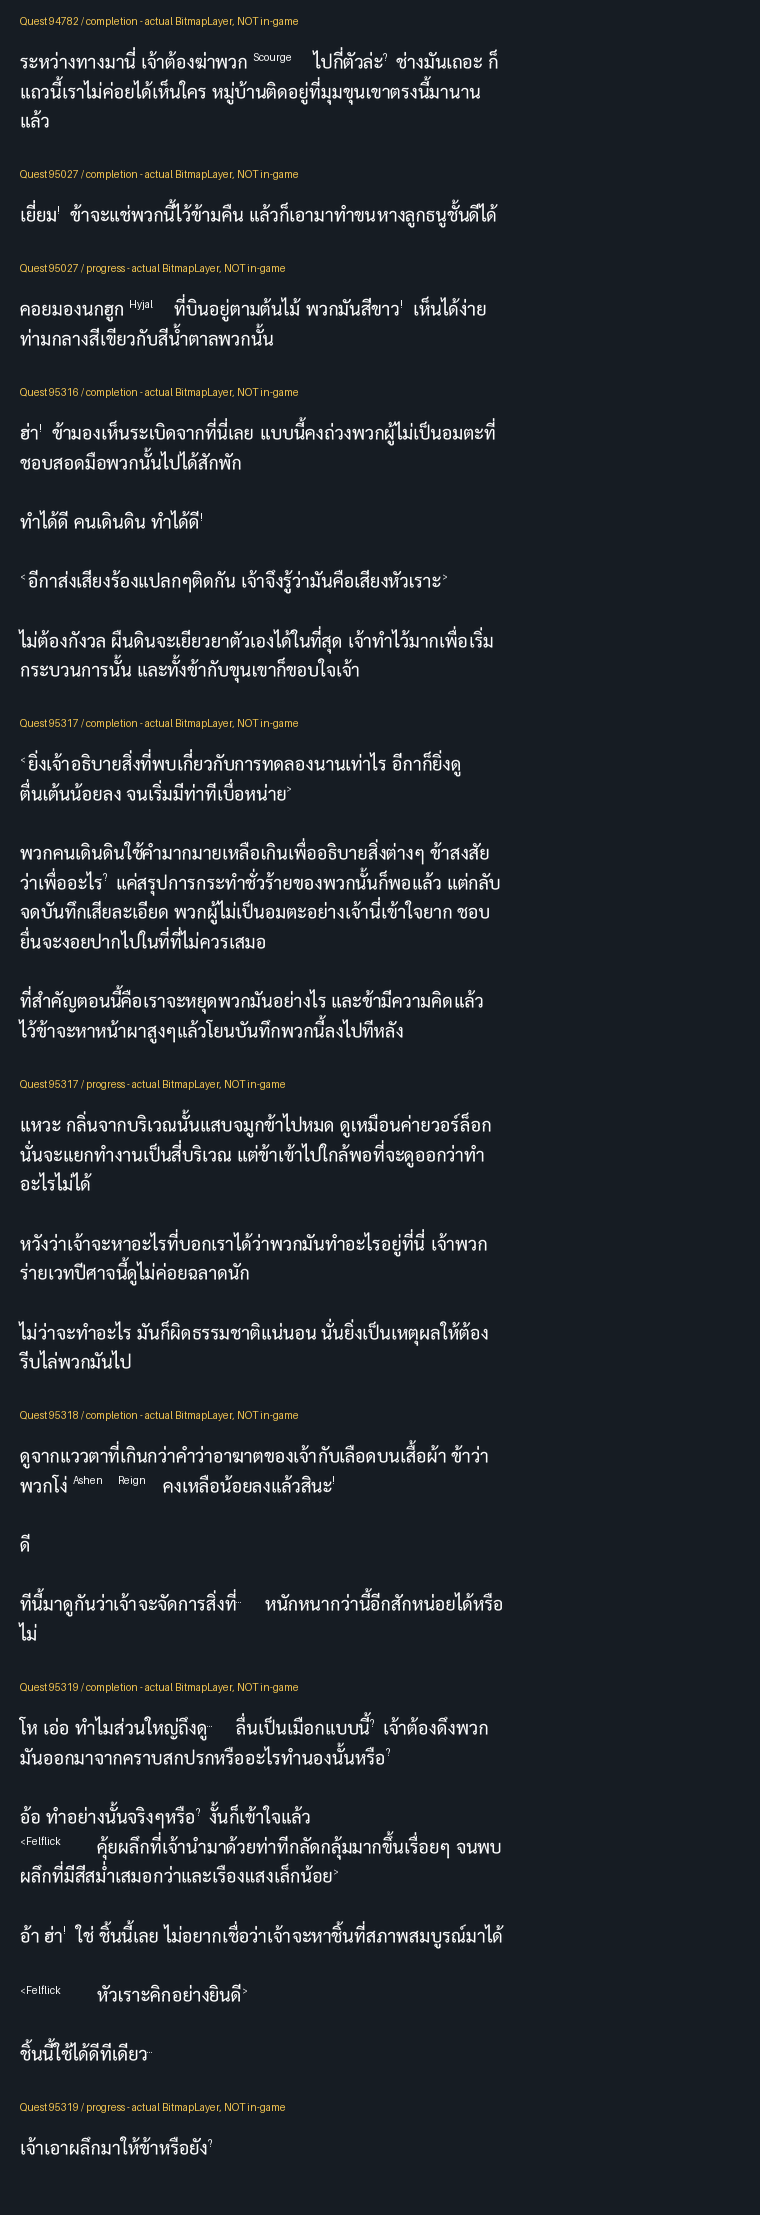 Quest 94782 / completion - actual BitmapLayer, NOT in-game
ระหว่างทางมานี่ เจ้าต้องฆ่าพวก Scourge ไปกี่ตัวล่ะ? ช่างมันเถอะ ก็
แถวนี้เราไม่ค่อยได้เห็นใคร หมู่บ้านติดอยู่ที่มุมขุนเขาตรงนี้มานาน
แล้ว
Quest 95027 / completion - actual BitmapLayer, NOT in-game
เยี่ยม! ข้าจะแช่พวกนี้ไว้ข้ามคืน แล้วก็เอามาทำขนหางลูกธนูชั้นดีได้
Quest 95027 / progress - actual BitmapLayer, NOT in-game
คอยมองนกฮูก Hyjal ที่บินอยู่ตามต้นไม้ พวกมันสีขาว! เห็นได้ง่าย
ท่ามกลางสีเขียวกับสีน้ำตาลพวกนั้น
Quest 95316 / completion - actual BitmapLayer, NOT in-game
ฮ่า! ข้ามองเห็นระเบิดจากที่นี่เลย แบบนี้คงถ่วงพวกผู้ไม่เป็นอมตะที่
ชอบสอดมือพวกนั้นไปได้สักพัก
ทำได้ดี คนเดินดิน ทำได้ดี!
<อีกาส่งเสียงร้องแปลกๆติดกัน เจ้าจึงรู้ว่ามันคือเสียงหัวเราะ>
ไม่ต้องกังวล ผืนดินจะเยียวยาตัวเองได้ในที่สุด เจ้าทำไว้มากเพื่อเริ่ม
กระบวนการนั้น และทั้งข้ากับขุนเขาก็ขอบใจเจ้า
Quest 95317 / completion - actual BitmapLayer, NOT in-game
<ยิ่งเจ้าอธิบายสิ่งที่พบเกี่ยวกับการทดลองนานเท่าไร อีกาก็ยิ่งดู
ตื่นเต้นน้อยลง จนเริ่มมีท่าทีเบื่อหน่าย>
พวกคนเดินดินใช้คำมากมายเหลือเกินเพื่ออธิบายสิ่งต่างๆ ข้าสงสัย
ว่าเพื่ออะไร? แค่สรุปการกระทำชั่วร้ายของพวกนั้นก็พอแล้ว แต่กลับ
จดบันทึกเสียละเอียด พวกผู้ไม่เป็นอมตะอย่างเจ้านี่เข้าใจยาก ชอบ
ยื่นจะงอยปากไปในที่ที่ไม่ควรเสมอ
ที่สำคัญตอนนี้คือเราจะหยุดพวกมันอย่างไร และข้ามีความคิดแล้ว
ไว้ข้าจะหาหน้าผาสูงๆแล้วโยนบันทึกพวกนี้ลงไปทีหลัง
Quest 95317 / progress - actual BitmapLayer, NOT in-game
แหวะ กลิ่นจากบริเวณนั้นแสบจมูกข้าไปหมด ดูเหมือนค่ายวอร์ล็อก
นั่นจะแยกทำงานเป็นสี่บริเวณ แต่ข้าเข้าไปใกล้พอที่จะดูออกว่าทำ
อะไรไม่ได้
หวังว่าเจ้าจะหาอะไรที่บอกเราได้ว่าพวกมันทำอะไรอยู่ที่นี่ เจ้าพวก
ร่ายเวทปีศาจนี้ดูไม่ค่อยฉลาดนัก
ไม่ว่าจะทำอะไร มันก็ผิดธรรมชาติแน่นอน นั่นยิ่งเป็นเหตุผลให้ต้อง
รีบไล่พวกมันไป
Quest 95318 / completion - actual BitmapLayer, NOT in-game
ดูจากแววตาที่เกินกว่าคำว่าอาฆาตของเจ้ากับเลือดบนเสื้อผ้า ข้าว่า
พวกโง่ Ashen Reign คงเหลือน้อยลงแล้วสินะ!
ดี
ทีนี้มาดูกันว่าเจ้าจะจัดการสิ่งที่... หนักหนากว่านี้อีกสักหน่อยได้หรือ
ไม่
Quest 95319 / completion - actual BitmapLayer, NOT in-game
โห เอ่อ ทำไมส่วนใหญ่ถึงดู... ลื่นเป็นเมือกแบบนี้? เจ้าต้องดึงพวก
มันออกมาจากคราบสกปรกหรืออะไรทำนองนั้นหรือ?
อ้อ ทำอย่างนั้นจริงๆหรือ? งั้นก็เข้าใจแล้ว
<Felflick คุ้ยผลึกที่เจ้านำมาด้วยท่าทีกลัดกลุ้มมากขึ้นเรื่อยๆ จนพบ
ผลึกที่มีสีสม่ำเสมอกว่าและเรืองแสงเล็กน้อย>
อ้า ฮ่า! ใช่ ชิ้นนี้เลย ไม่อยากเชื่อว่าเจ้าจะหาชิ้นที่สภาพสมบูรณ์มาได้
<Felflick หัวเราะคิกอย่างยินดี>
ชิ้นนี้ใช้ได้ดีทีเดียว...
Quest 95319 / progress - actual BitmapLayer, NOT in-game
เจ้าเอาผลึกมาให้ข้าหรือยัง?